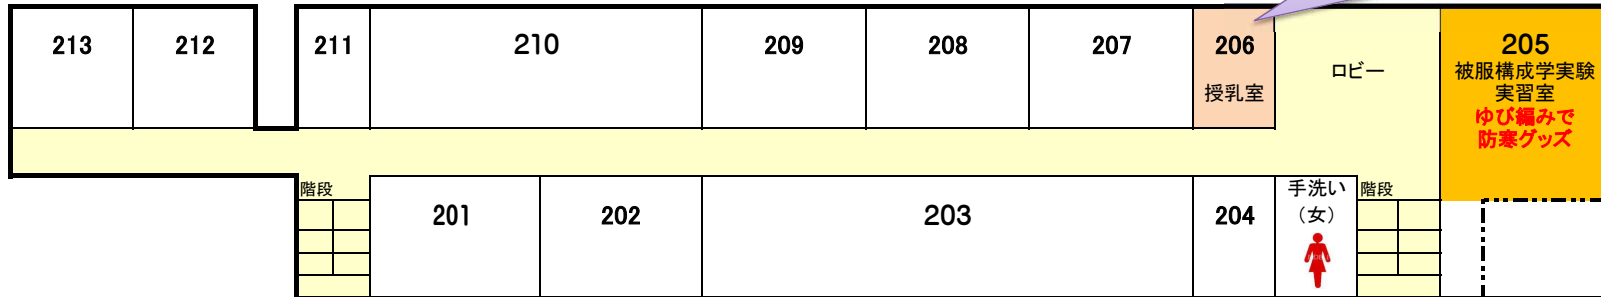 213
212
211
210
209
208
207
206
授乳室
ロビー
205
被服構成学実験
実習室
ゆび編みで
防寒グッズ
階段
201
202
203
204
手洗い
（女）
階段